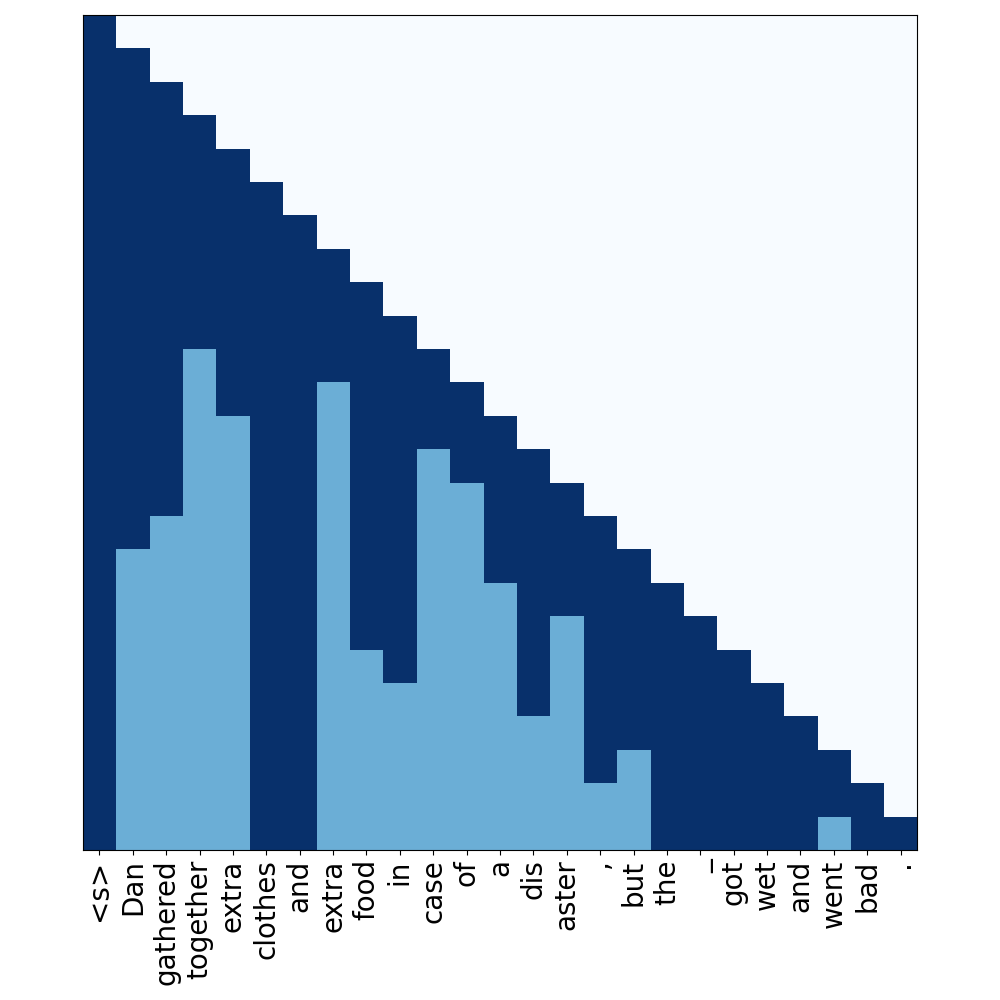 <s>
Dan
gathered
together
extra
clothes
and
extra
food
in
case
of
a
dis
aster
,
but
the
_
got
wet
and
went
bad
.